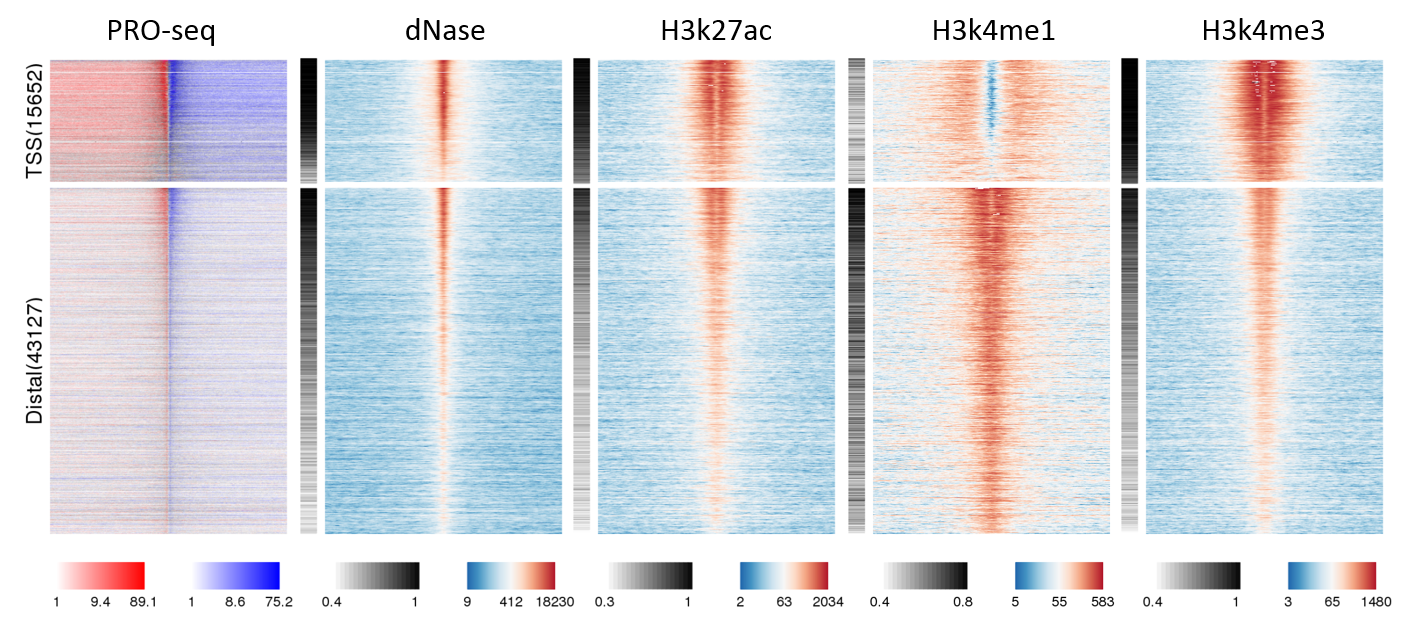 PRO-seq dNase H3k27ac H3k4me1 H3k4me3
TSS(15652)
Distal(43127)
1 9.4 89.1 1 8.6 75.2 0.4 1 9 412 18230 0.3 1 2 63 2034 0.4 0.8 5 55 583 0.4 1 3 65 1480